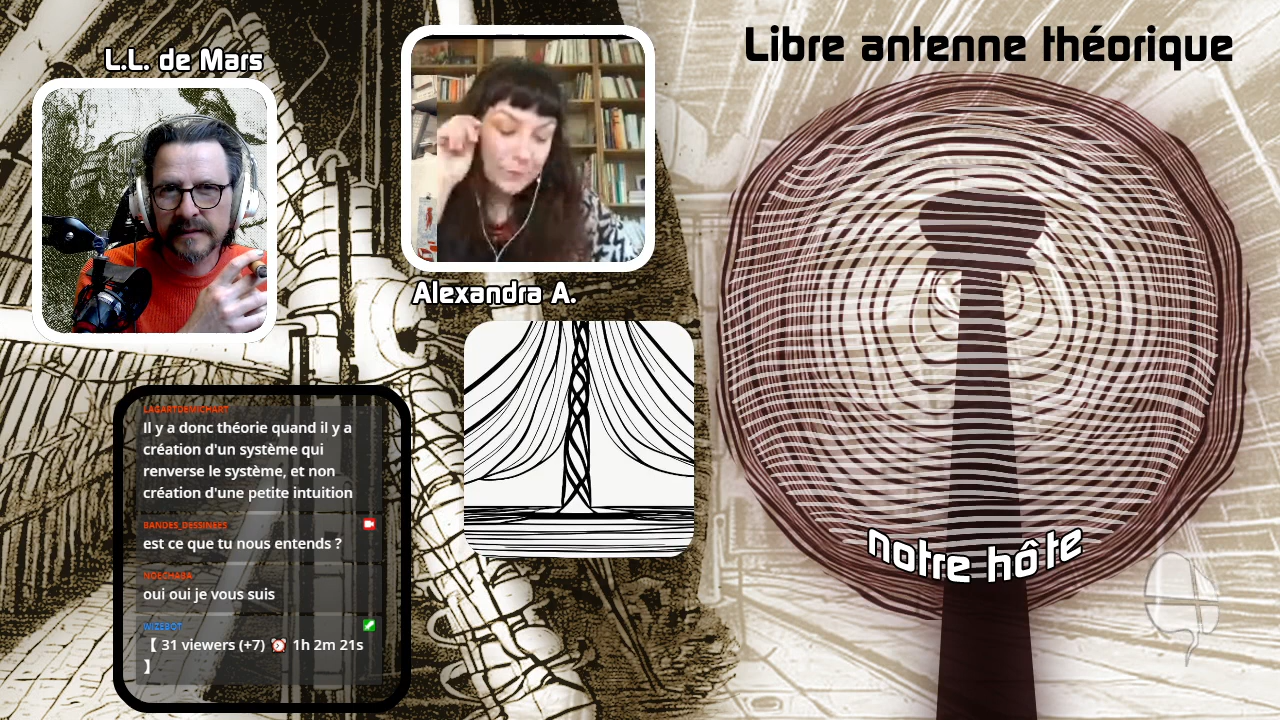 Libre antenne théorique
L.L. de Mars
Alexandra A.
LAGARTOEMICHART
Il y a donc théorie quand il y a
création d'un système qui
renverse le système, et non
création d'une petite intuition
BANDES_DESSINEES
est ce que tu nous entends ?
NOECHABA
oui oui je vous suis
WIZEBOT
【 31 viewers (+7) ⏰ 1h 2m 21s
】
notre hôte